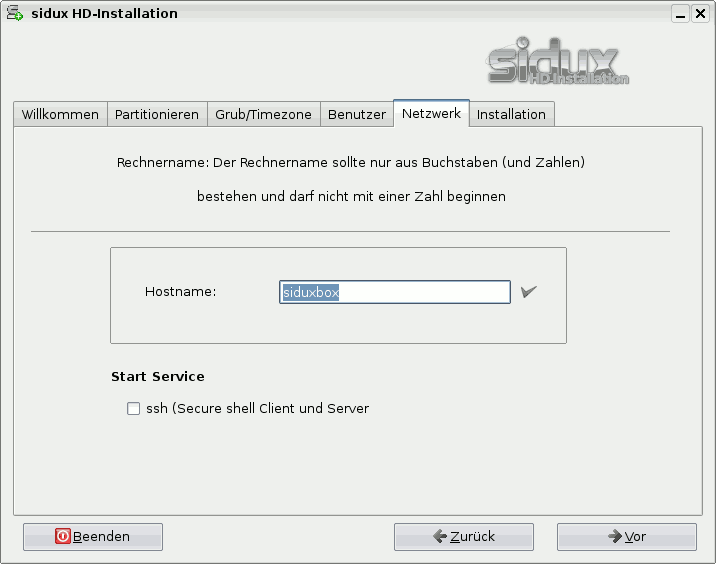 sidux HD-Installation
sidux
HD-Installation
Willkommen Partitionieren Grub/Timezone Benutzer Netzwerk Installation
Rechnername: Der Rechnername sollte nur aus Buchstaben (und Zahlen)
bestehen und darf nicht mit einer Zahl beginnen
Hostname: siduxbox
Start Service
ssh (Secure shell Client und Server
Beenden Zurück Vor